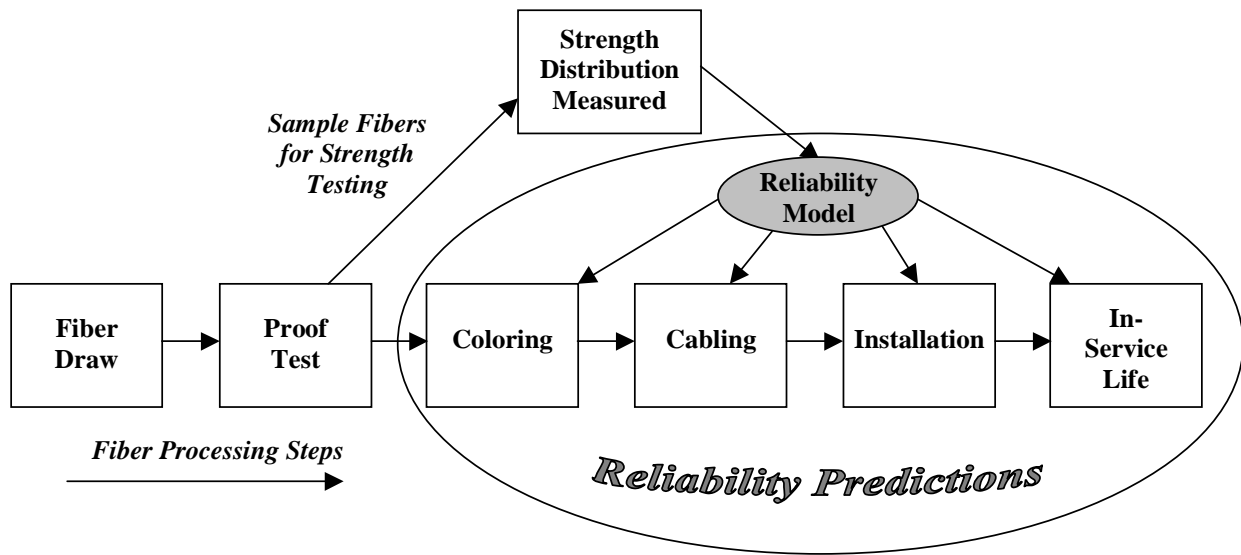 Strength
Distribution
Measured
Sample Fibers
for Strength
Testing
Reliability
Model
Fiber
Draw
Proof
Test
Coloring
Cabling
Installation
In-
Service
Life
Fiber Processing Steps
Reliability Predictions